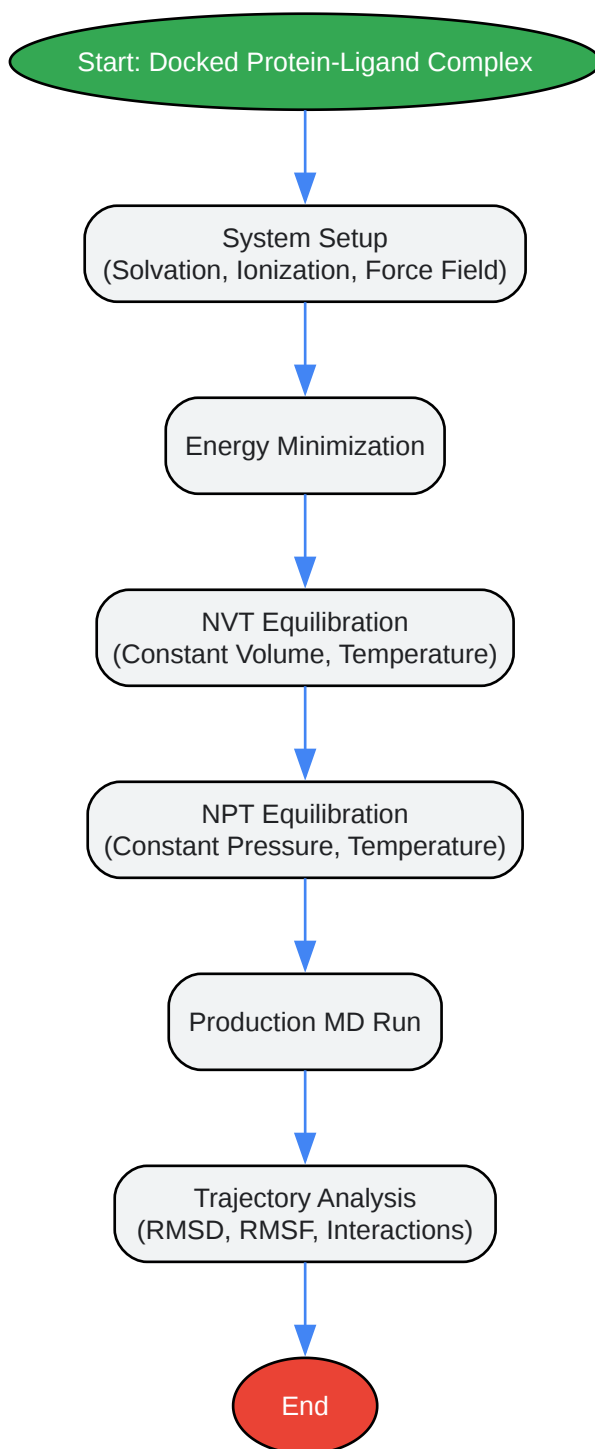 Start: Docked Protein-Ligand Complex
System Setup
(Solvation, Ionization, Force Field)
Energy Minimization
NVT Equilibration
(Constant Volume, Temperature)
NPT Equilibration
(Constant Pressure, Temperature)
Production MD Run
Trajectory Analysis
(RMSD, RMSF, Interactions)
End